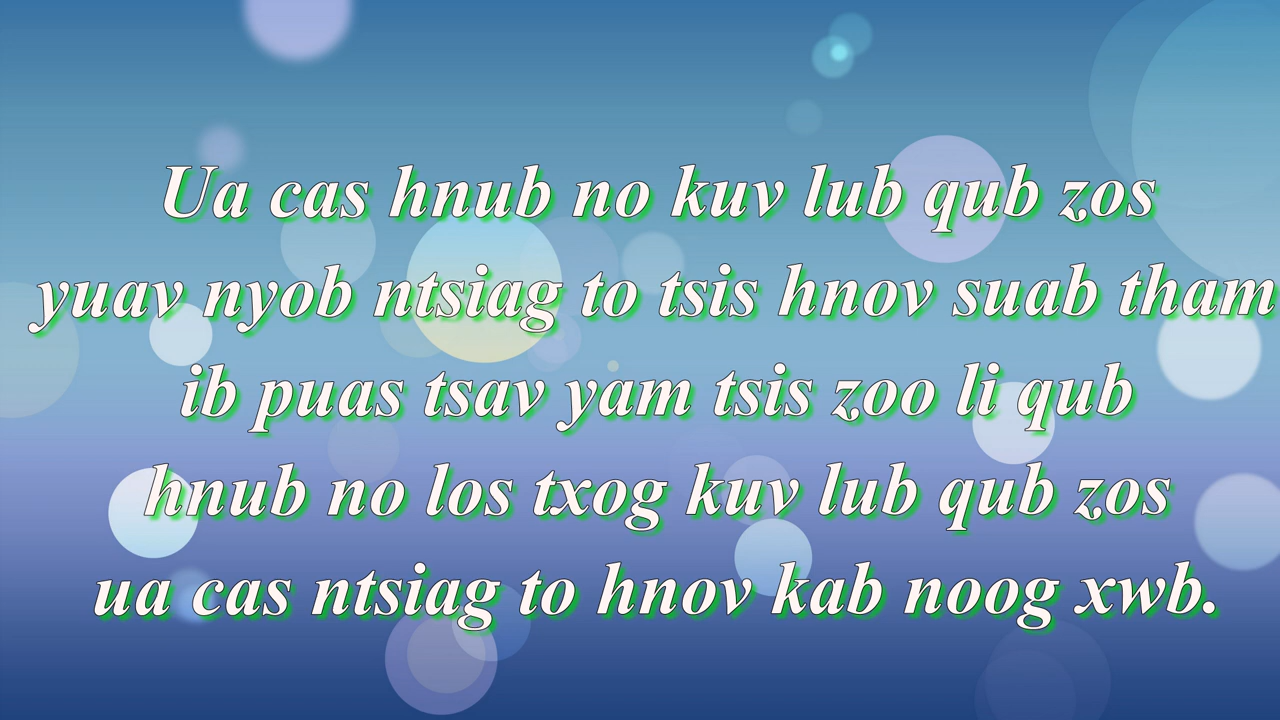 Ua cas hnub no kuv lub qub zos
yuav nyob ntsiag to tsis hnov suab tham
ib puas tsav yam tsis zoo li qub
hnub no los txog kuv lub qub zos
ua cas ntsiag to hnov kab noog xwb.